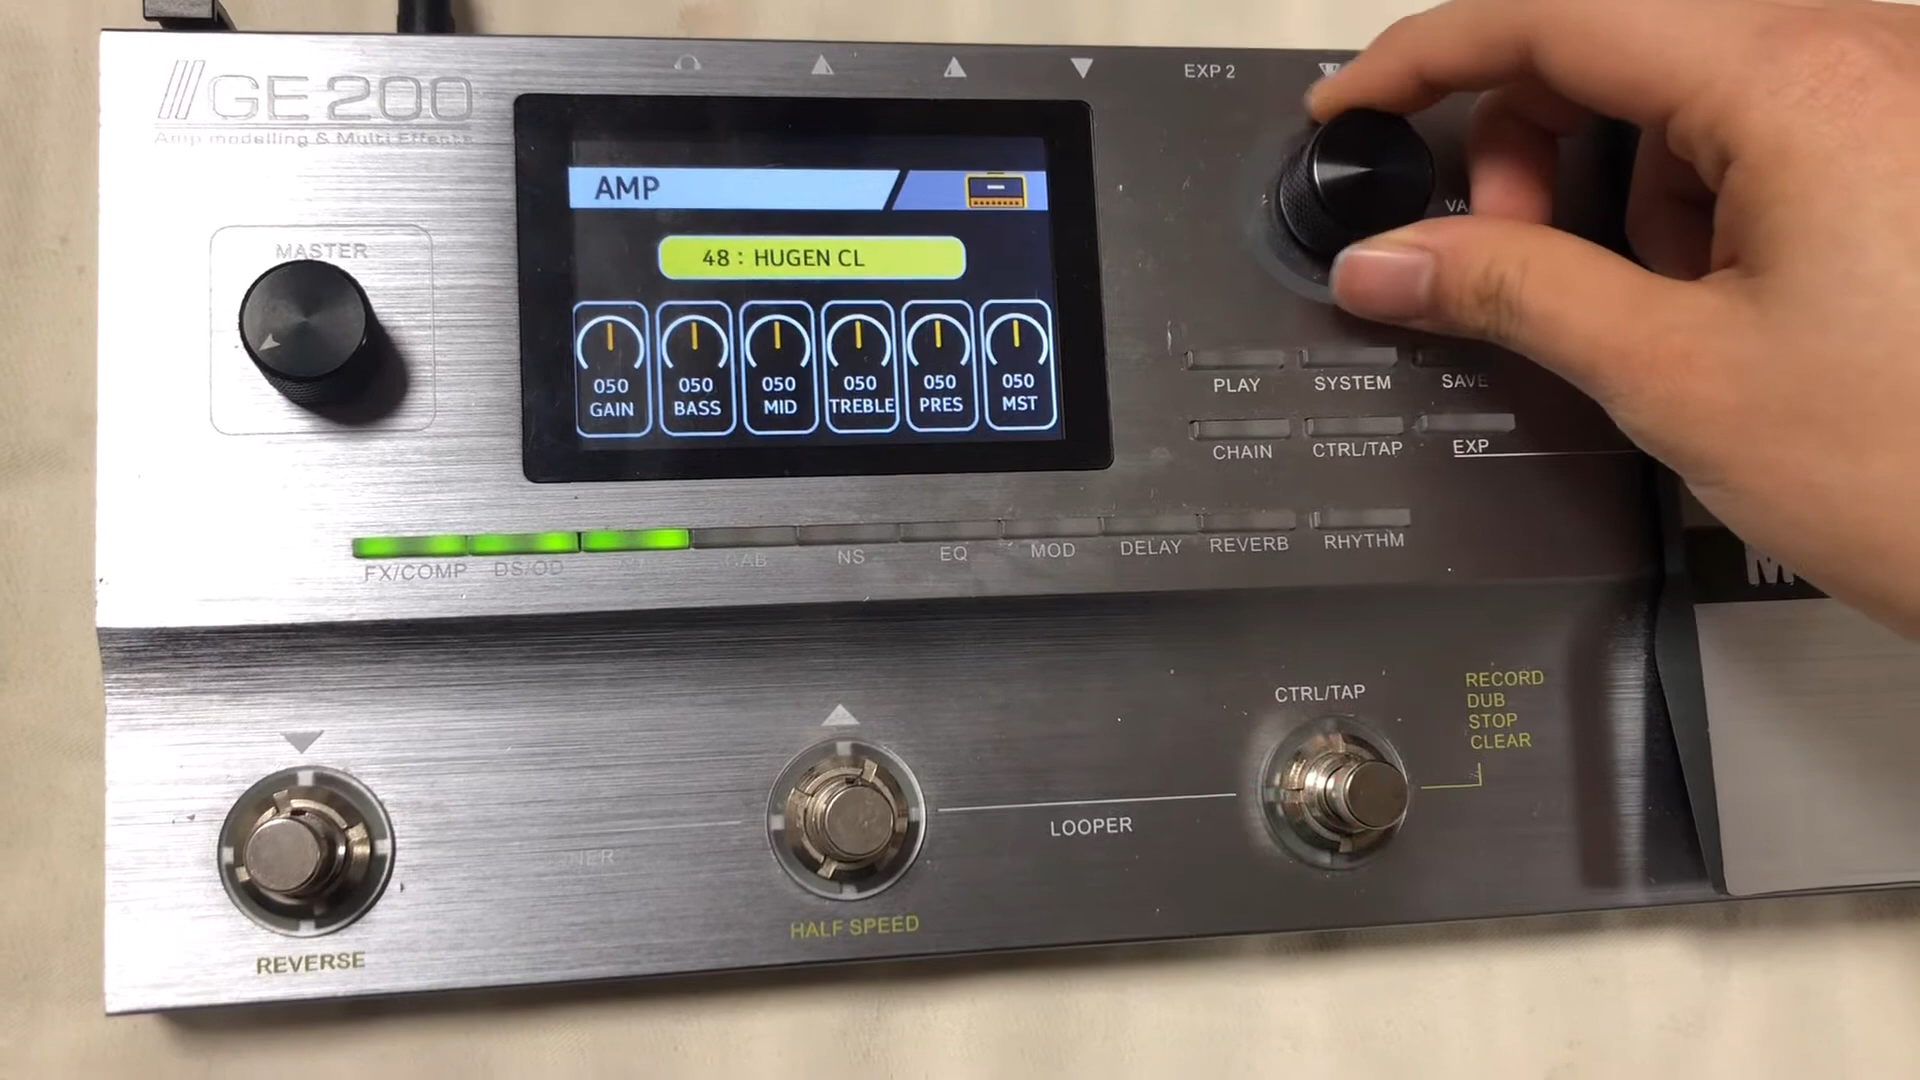 EXP 2
GE200
Amp modelling & Multi Effects
AMP
MASTER
48 : HUGEN CL
050 050 050 050 050 050
GAIN BASS MID TREBLE PRES MST
PLAY SYSTEM SAVE
CHAIN CTRL/TAP EXP
FX/COMP DS/OD CAB NS EQ MOD DELAY REVERB RHYTHM
CTRL/TAP
RECORD
DUB
STOP
CLEAR
LOOPER
HALF SPEED
REVERSE